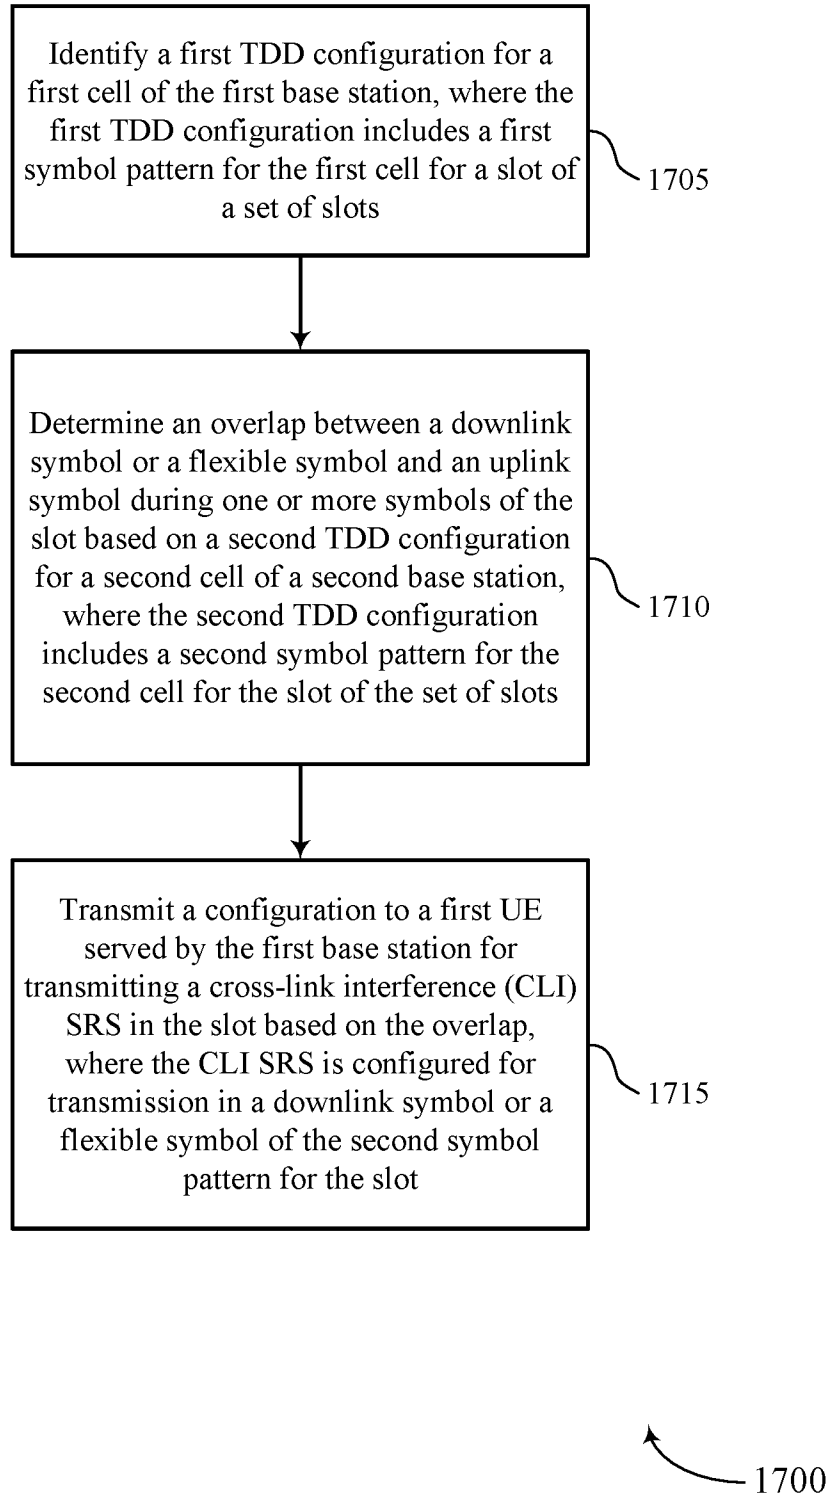 Identify a first TDD configuration for a
first cell of the first base station, where the
first TDD configuration includes a first
symbol pattern for the first cell for a slot of
a set of slots
1705
Determine an overlap between a downlink
symbol or a flexible symbol and an uplink
symbol during one or more symbols of the
slot based on a second TDD configuration
for a second cell of a second base station,
where the second TDD configuration
includes a second symbol pattern for the
second cell for the slot of the set of slots
1710
Transmit a configuration to a first UE
served by the first base station for
transmitting a cross-link interference (CLI)
SRS in the slot based on the overlap,
where the CLI SRS is configured for
transmission in a downlink symbol or a
flexible symbol of the second symbol
pattern for the slot
1715
1700